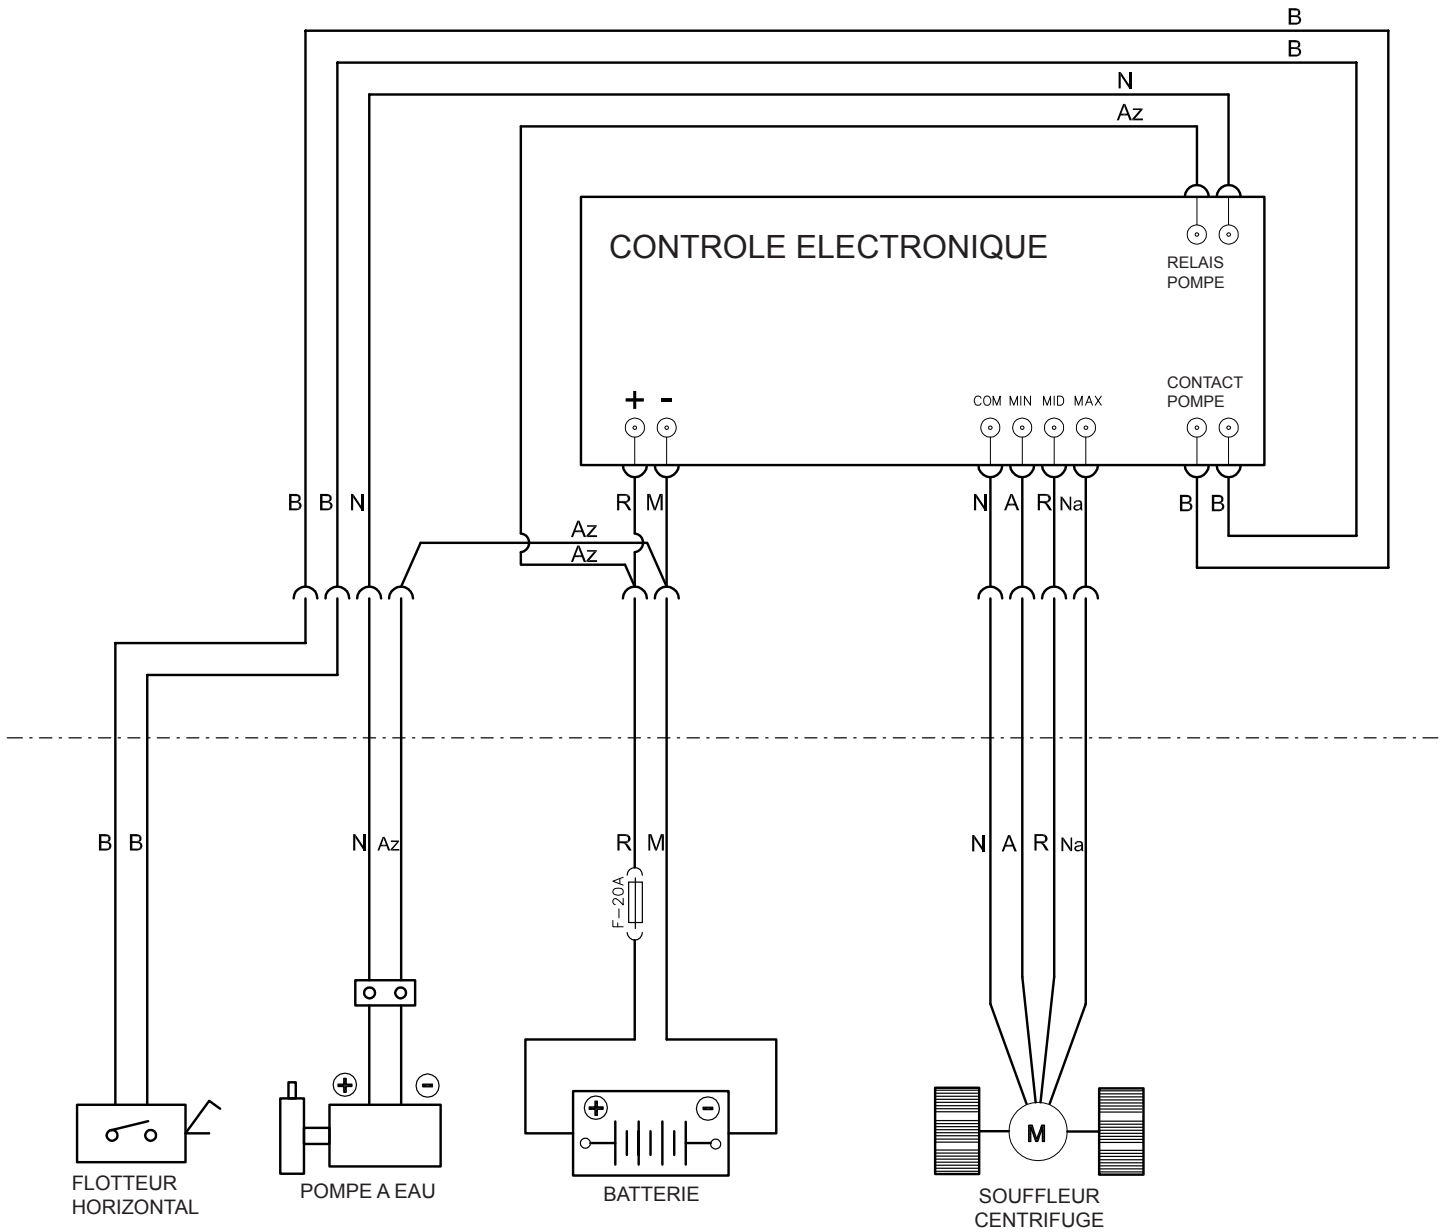 B
B
N
Az
CONTROLE ELECTRONIQUE
RELAIS
POMPE
+ -
COM MIN MID MAX
CONTACT
POMPE
B B N
R M
N A R Na
B B
Az
Az
B B
N Az
R M
N A R Na
F-20A
+ -
+ -
M
FLOTTEUR
HORIZONTAL
POMPE A EAU
BATTERIE
SOUFFLEUR
CENTRIFUGE